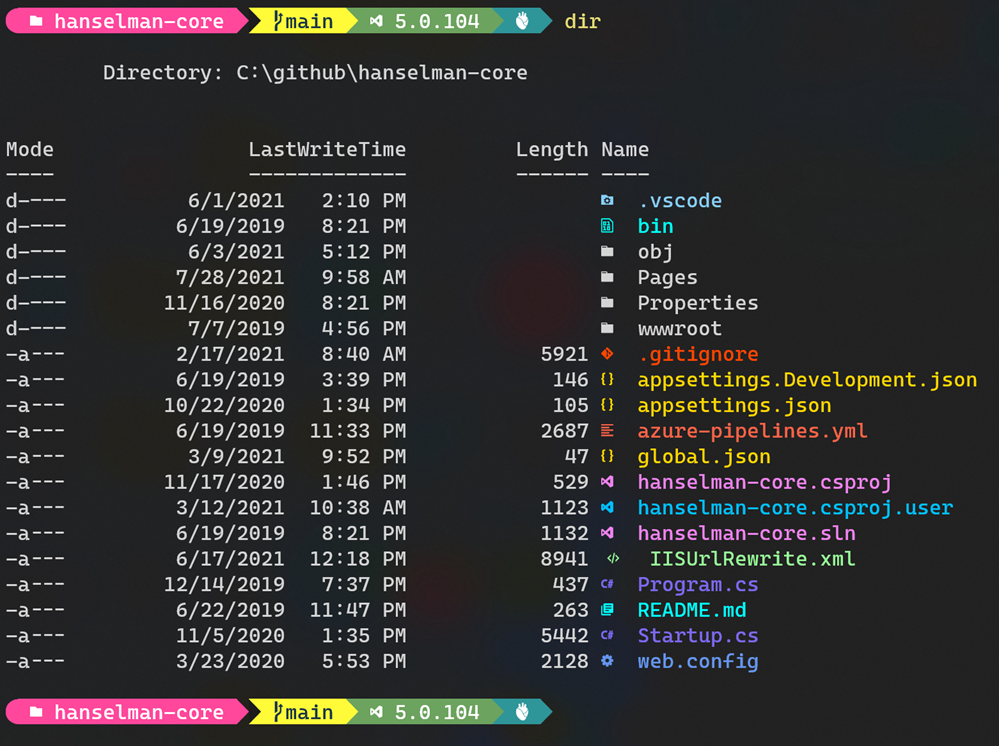 hanselman-core main 5.0.104 dir
Directory: C:\github\hanselman-core
Mode LastWriteTime Length Name
---- ------------- ------ ----
d---- 6/1/2021 2:10 PM .vscode
d---- 6/19/2019 8:21 PM bin
d---- 6/3/2021 5:12 PM obj
d---- 7/28/2021 9:58 AM Pages
d---- 11/16/2020 8:21 PM Properties
d---- 7/7/2019 4:56 PM wwwroot
-a--- 2/17/2021 8:40 AM 5921 .gitignore
-a--- 6/19/2019 3:39 PM 146 {} appsettings.Development.json
-a--- 10/22/2020 1:34 PM 105 {} appsettings.json
-a--- 6/19/2019 11:33 PM 2687 azure-pipelines.yml
-a--- 3/9/2021 9:52 PM 47 {} global.json
-a--- 11/17/2020 1:46 PM 529 hanselman-core.csproj
-a--- 3/12/2021 10:38 AM 1123 hanselman-core.csproj.user
-a--- 6/19/2019 8:21 PM 1132 hanselman-core.sln
-a--- 6/17/2021 12:18 PM 8941 </> IISUrlRewrite.xml
-a--- 12/14/2019 7:37 PM 437 C# Program.cs
-a--- 6/22/2019 11:47 PM 263 README.md
-a--- 11/5/2020 1:35 PM 5442 C# Startup.cs
-a--- 3/23/2020 5:53 PM 2128 web.config
hanselman-core main 5.0.104